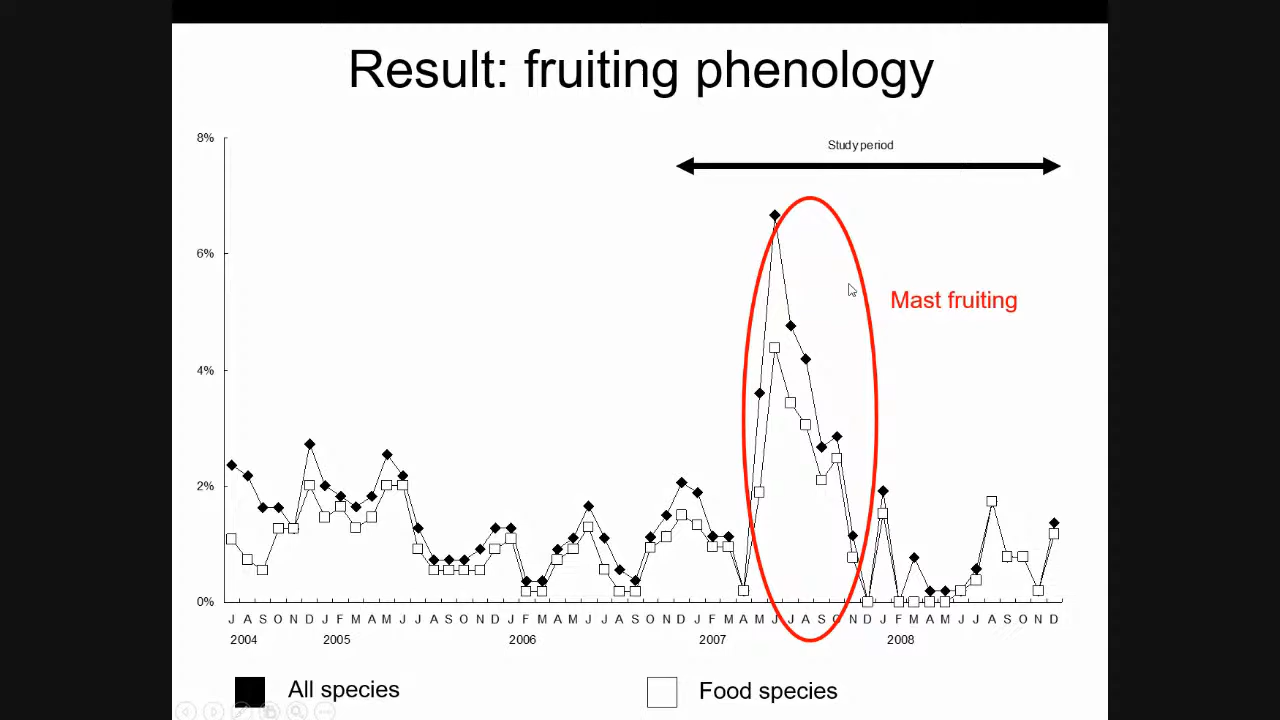 Result: fruiting phenology
8%
Study period
6%
Mast fruiting
4%
2%
0%
J A S O N D J F M A M J J A S O N D J F M A M J J A S O N D J F M A M J J A S O N D J F M A M J J A S O N D
2004 2005 2006 2007 2008
All species Food species